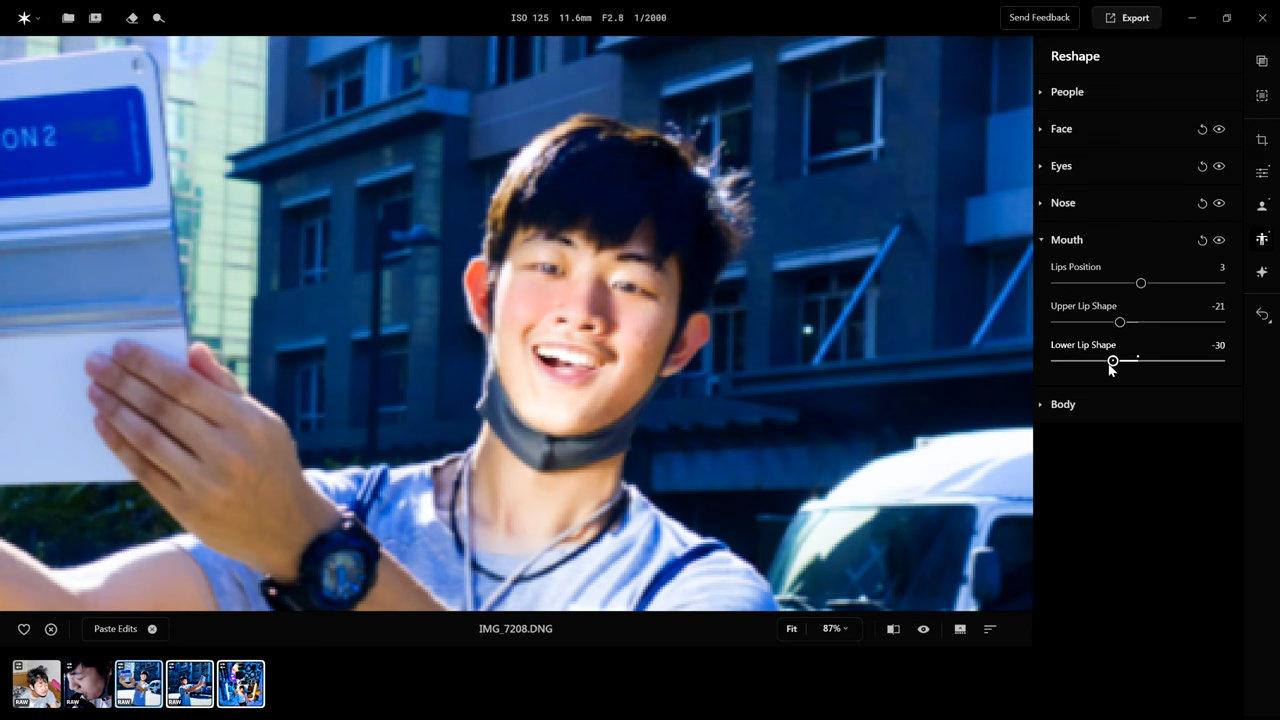 ISO 125 11.6mm F2.8 1/2000
Send Feedback
Export
ON2
Reshape
People
Face
Eyes
Nose
Mouth
Lips Position 3
Upper Lip Shape -21
Lower Lip Shape -30
Body
Paste Edits
IMG_7208.DNG
Fit
87%
RAW
RAW
RAW
RAW